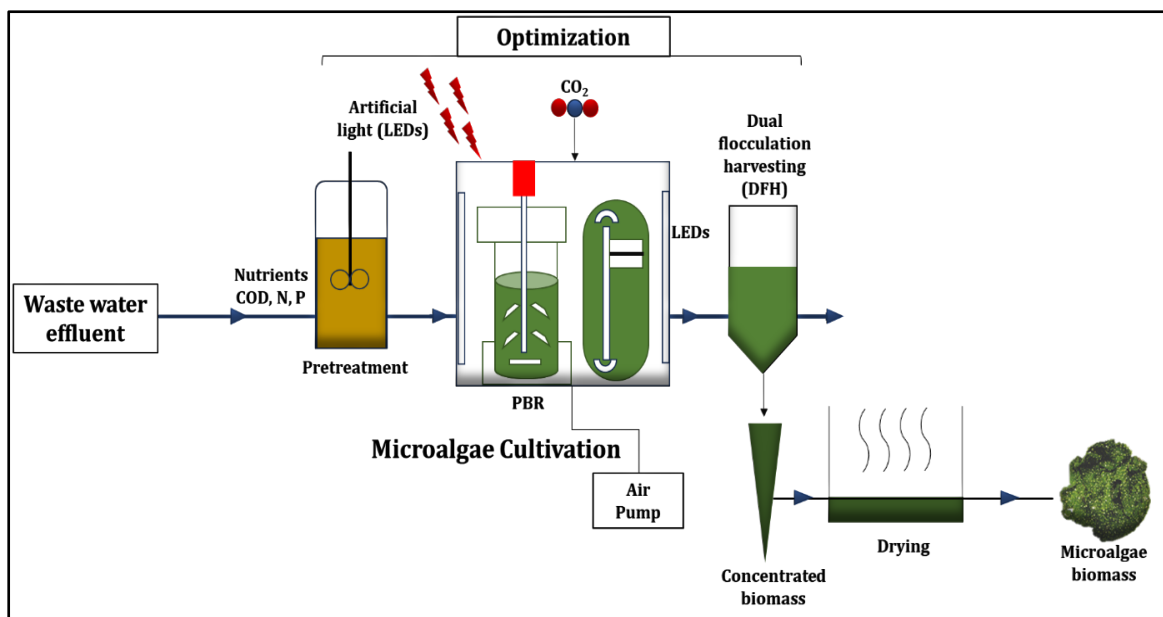 Optimization
CO2
Artificial
light (LEDs)
Dual
flocculation
harvesting
(DFH)
LEDs
Nutrients
COD, N, P
Waste water
effluent
Pretreatment
PBR
Microalgae Cultivation
Air
Pump
Drying
Concentrated
biomass
Microalgae
biomass